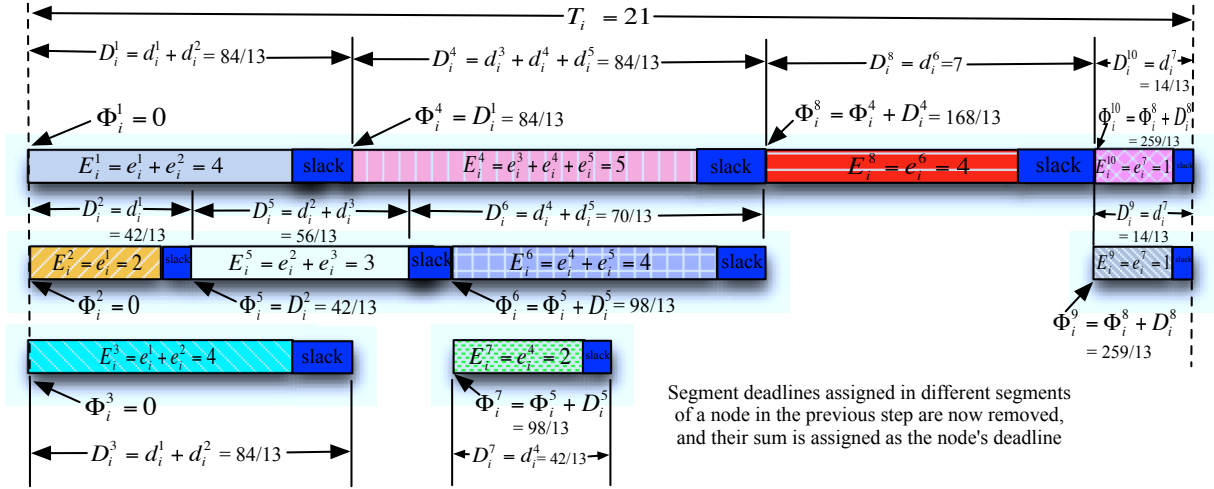 T_i = 21
D_i^1 = d_i^1 + d_i^2 = 84/13
D_i^4 = d_i^3 + d_i^4 + d_i^5 = 84/13
D_i^8 = d_i^6 = 7
D_i^10 = d_i^7
= 14/13
Φ_i^1 = 0
Φ_i^4 = D_i^1 = 84/13
Φ_i^8 = Φ_i^4 + D_i^4 = 168/13
Φ_i^10 = Φ_i^8 + D_i^8
= 259/13
E_i^1 = e_i^1 + e_i^2 = 4
slack
E_i^4 = e_i^3 + e_i^4 + e_i^5 = 5
slack
E_i^8 = e_i^6 = 4
slack
E_i^10 = e_i^7 = 1
slack
D_i^2 = d_i^1
= 42/13
D_i^5 = d_i^2 + d_i^3
= 56/13
D_i^6 = d_i^4 + d_i^5 = 70/13
D_i^9 = d_i^7
= 14/13
E_i^2 = e_i^1 = 2
slack
E_i^5 = e_i^2 + e_i^3 = 3
slack
E_i^6 = e_i^4 + e_i^5 = 4
E_i^9 = e_i^7 = 1
Φ_i^2 = 0
Φ_i^5 = D_i^2 = 42/13
Φ_i^6 = Φ_i^5 + D_i^5 = 98/13
Φ_i^9 = Φ_i^8 + D_i^8
= 259/13
E_i^3 = e_i^1 + e_i^2 = 4
slack
E_i^7 = e_i^4 = 2
slack
Φ_i^3 = 0
Φ_i^7 = Φ_i^5 + D_i^5
= 98/13
D_i^3 = d_i^1 + d_i^2 = 84/13
D_i^7 = d_i^4 = 42/13
Segment deadlines assigned in different segments
of a node in the previous step are now removed,
and their sum is assigned as the node's deadline